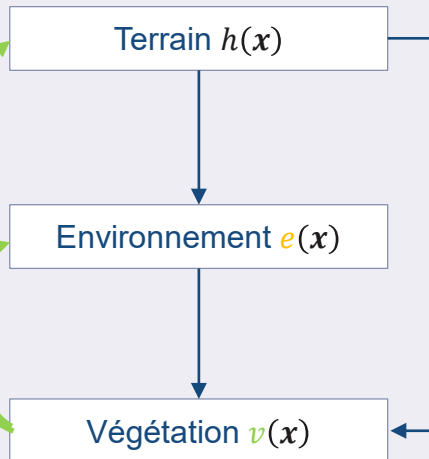 Terrain h(x)
Environnement e(x)
Végétation v(x)